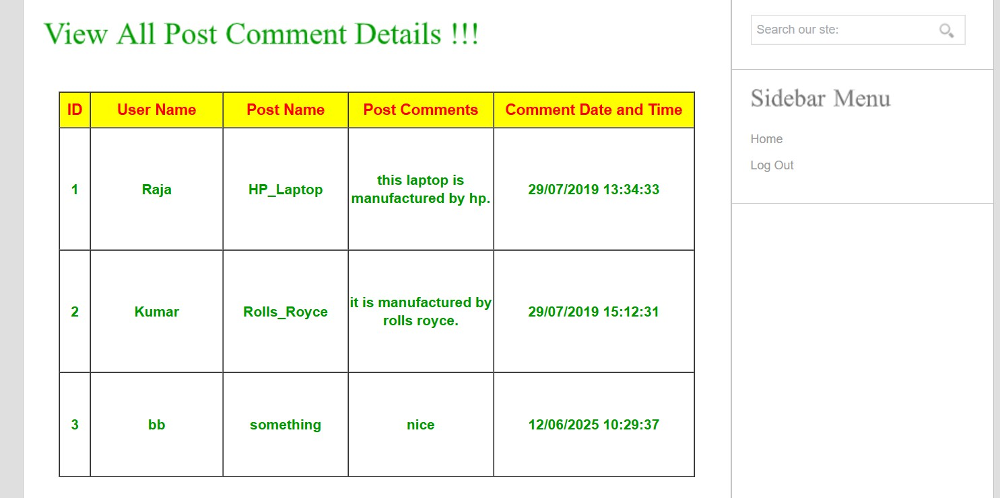 View All Post Comment Details !!!
ID User Name Post Name Post Comments Comment Date and Time
1 Raja HP_Laptop this laptop is
manufactured by hp. 29/07/2019 13:34:33
2 Kumar Rolls_Royce it is manufactured by
rolls royce. 29/07/2019 15:12:31
3 bb something nice 12/06/2025 10:29:37
Search our ste:
Sidebar Menu
Home
Log Out